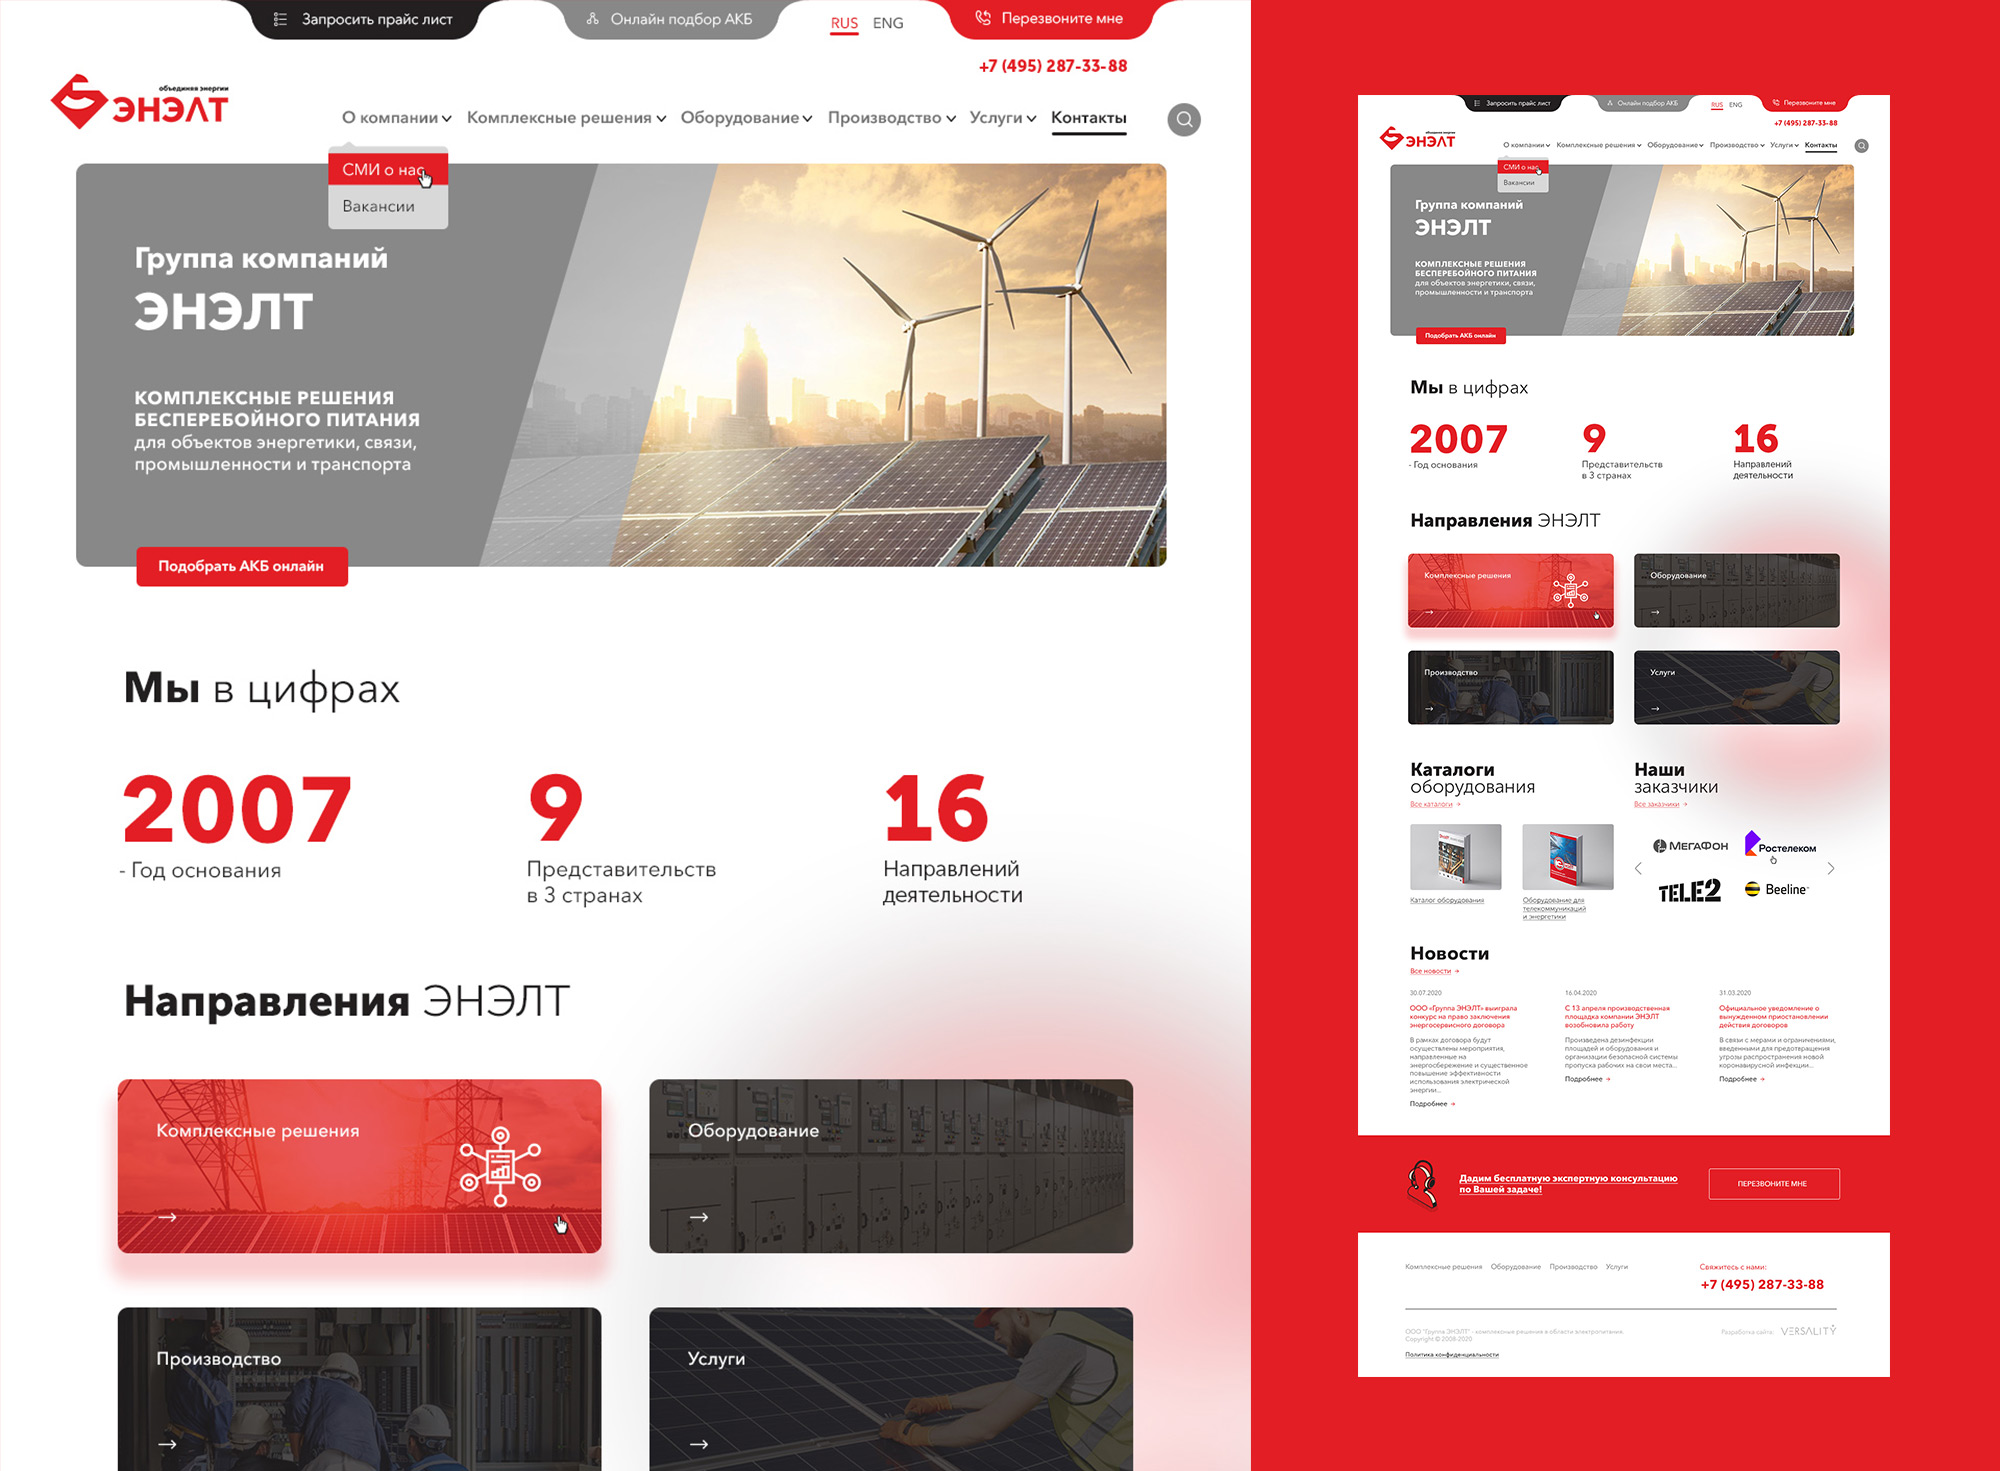 Запросить прайс лист
Онлайн подбор АКБ
RUS ENG
Перезвоните мне
+7 (495) 287-33-88
объединяя энергии
ЭНЭЛТ
О компании
Комплексные решения
Оборудование
Производство
Услуги
Контакты
СМИ о нас
Вакансии
Группа компаний
ЭНЭЛТ
КОМПЛЕКСНЫЕ РЕШЕНИЯ
БЕСПЕРЕБОЙНОГО ПИТАНИЯ
для объектов энергетики, связи,
промышленности и транспорта
Подобрать АКБ онлайн
Мы в цифрах
2007
- Год основания
9
Представительств
в 3 странах
16
Направлений
деятельности
Направления ЭНЭЛТ
Комплексные решения
Оборудование
Производство
Услуги
Запросить прайс лист
Онлайн подбор АКБ
RUS ENG
Перезвоните мне
+7 (495) 287-33-88
объединяя энергии
ЭНЭЛТ
О компании
Комплексные решения
Оборудование
Производство
Услуги
Контакты
СМИ о нас
Вакансии
Группа компаний
ЭНЭЛТ
КОМПЛЕКСНЫЕ РЕШЕНИЯ
БЕСПЕРЕБОЙНОГО ПИТАНИЯ
для объектов энергетики, связи,
промышленности и транспорта
Подобрать АКБ онлайн
Мы в цифрах
2007
- Год основания
9
Представительств
в 3 странах
16
Направлений
деятельности
Направления ЭНЭЛТ
Комплексные решения
Оборудование
Производство
Услуги
Каталоги
оборудования
Все каталоги
Каталог оборудования
Оборудование для
телекоммуникаций
и энергетики
Наши
заказчики
Все заказчики
МЕГАФОН
Ростелеком
TELE2
Beeline
Новости
Все новости
30.07.2020
ООО «Группа ЭНЭЛТ» выиграла
конкурс на право заключения
энергосервисного договора
В рамках договора будут
осуществлены мероприятия,
направленные на
энергосбережение и существенное
повышение эффективности
использования электрической
энергии...
Подробнее
16.04.2020
С 13 апреля производственная
площадка компании ЭНЭЛТ
возобновила работу
Произведена дезинфекции
площадей и оборудования и
организации безопасной системы
пропуска рабочих на свои места...
Подробнее
31.03.2020
Официальное уведомление о
вынужденном приостановлении
действия договоров
В связи с мерами и ограничениями,
введенными для предотвращения
угрозы распространения новой
коронавирусной инфекции...
Подробнее
Дадим бесплатную экспертную консультацию
по Вашей задаче!
ПЕРЕЗВОНИТЕ МНЕ
Комплексные решения
Оборудование
Производство
Услуги
Свяжитесь с нами:
+7 (495) 287-33-88
ООО "Группа ЭНЭЛТ" - комплексные решения в области электропитания.
Copyright © 2008-2020
Политика конфиденциальности
Разработка сайта:
VERSALITY